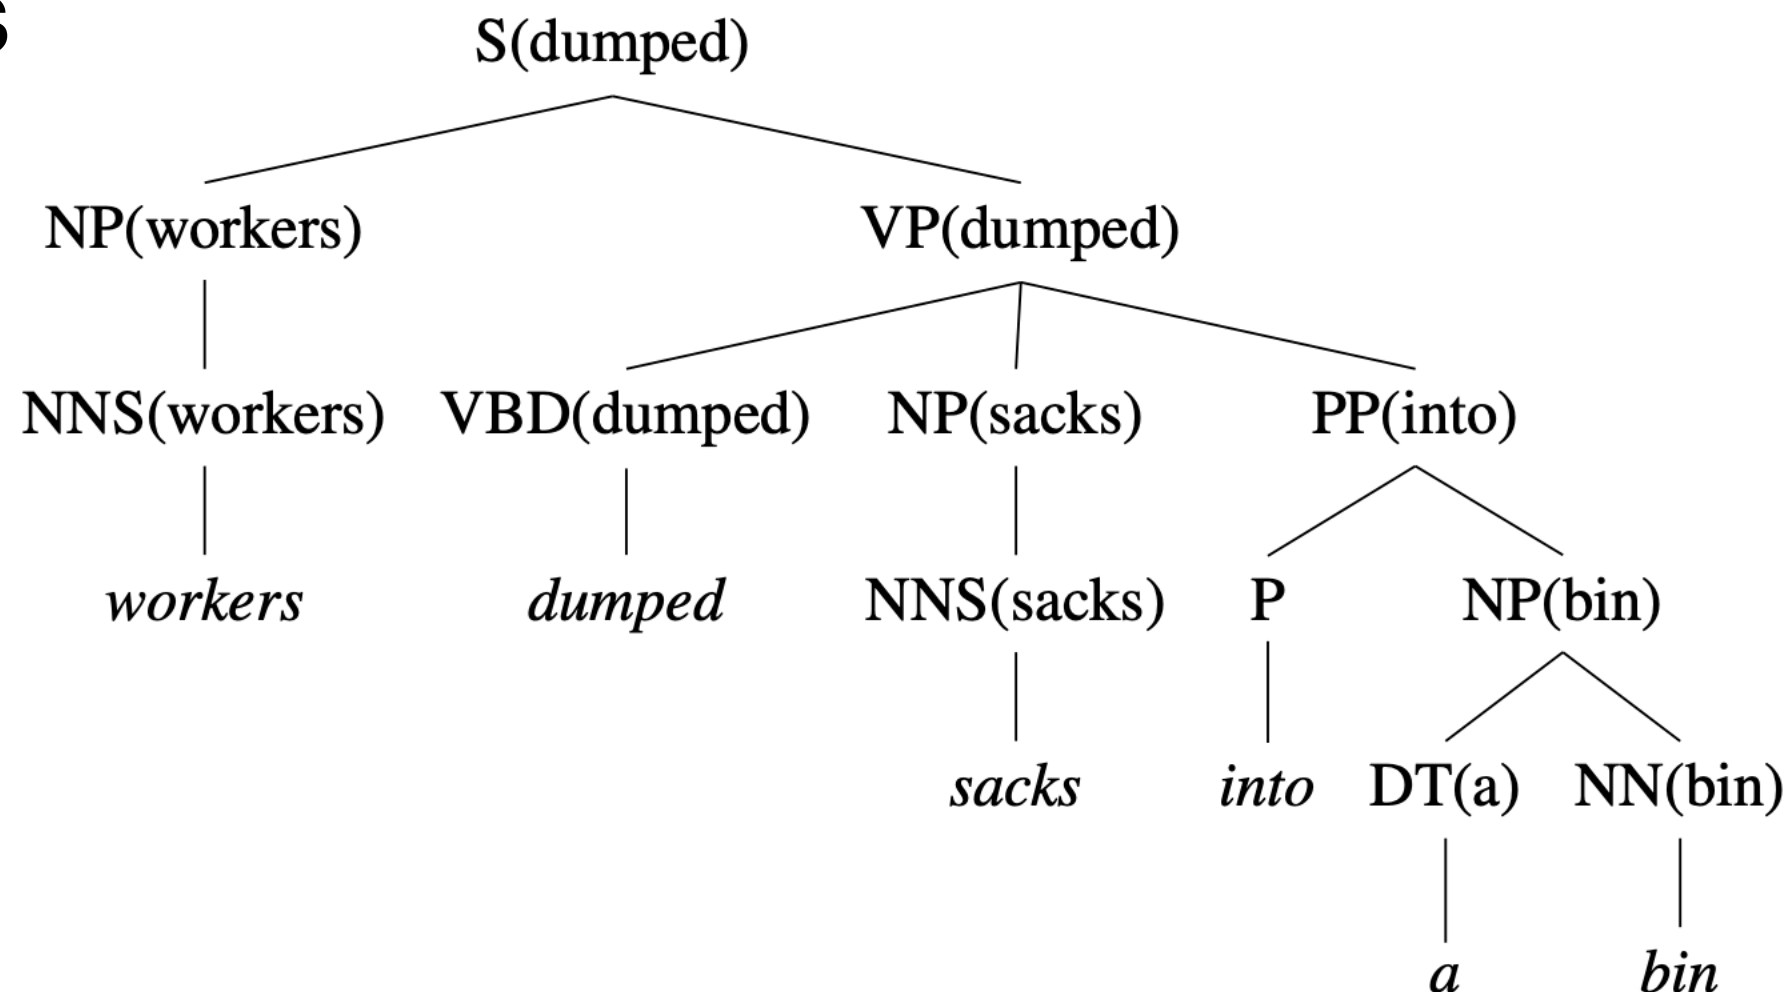 S(dumped)
NP(workers) VP(dumped)
NNS(workers) VBD(dumped) NP(sacks) PP(into)
workers dumped NNS(sacks) P NP(bin)
sacks into DT(a) NN(bin)
a bin